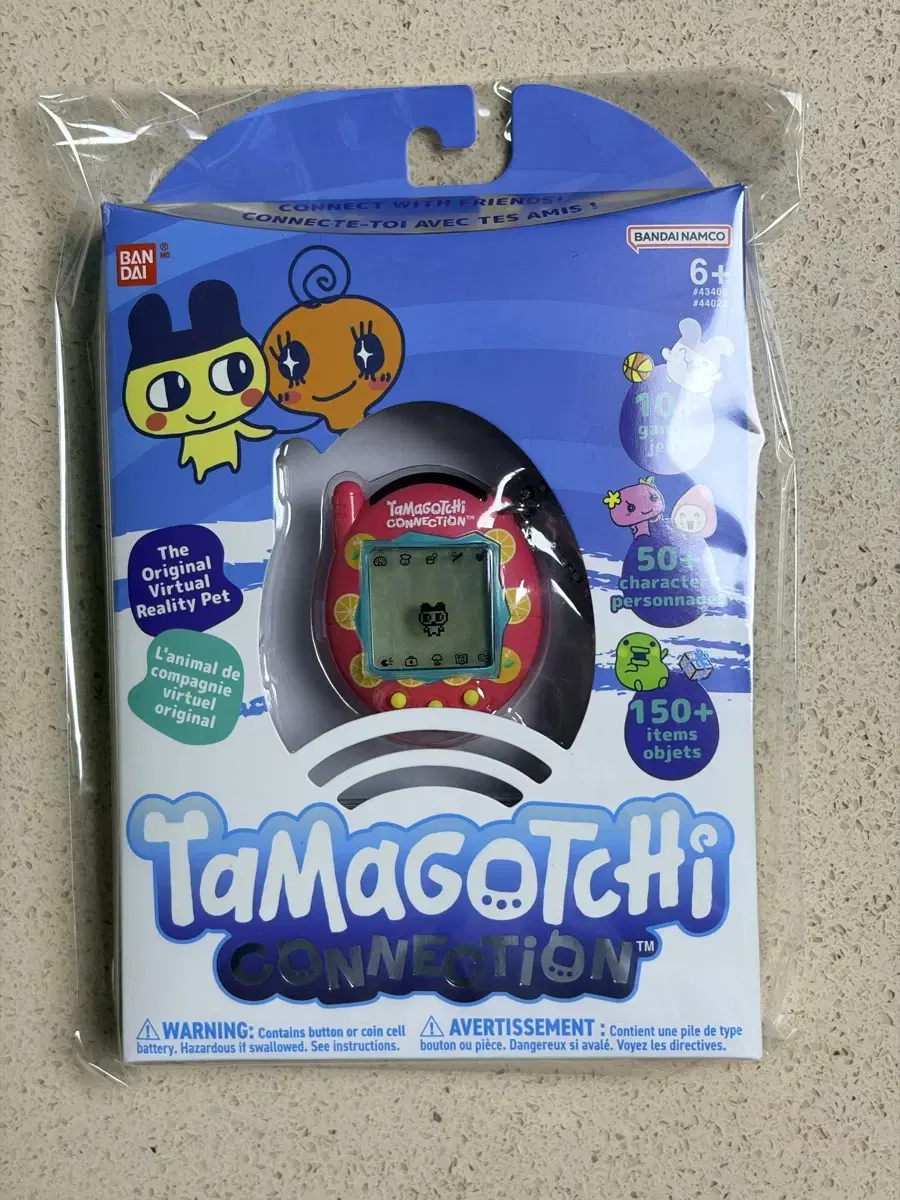 CONNECT WITH FRIENDS!
CONNECTE-TOI AVEC TES AMIS !
BAN
DAI
®
BANDAI NAMCO
6+
TAMAGOTCHI
CONNECTION™
The
Original
Virtual
Reality Pet
L'animal de
compagnie
virtuel
original
50+
150+
items
objets
TAMAGOTCHI
CONNECTION™
WARNING: Contains button or coin cell
battery. Hazardous if swallowed. See instructions.
AVERTISSEMENT : Contient une pile de type
bouton ou pièce. Dangereux si avalé. Voyez les directives.